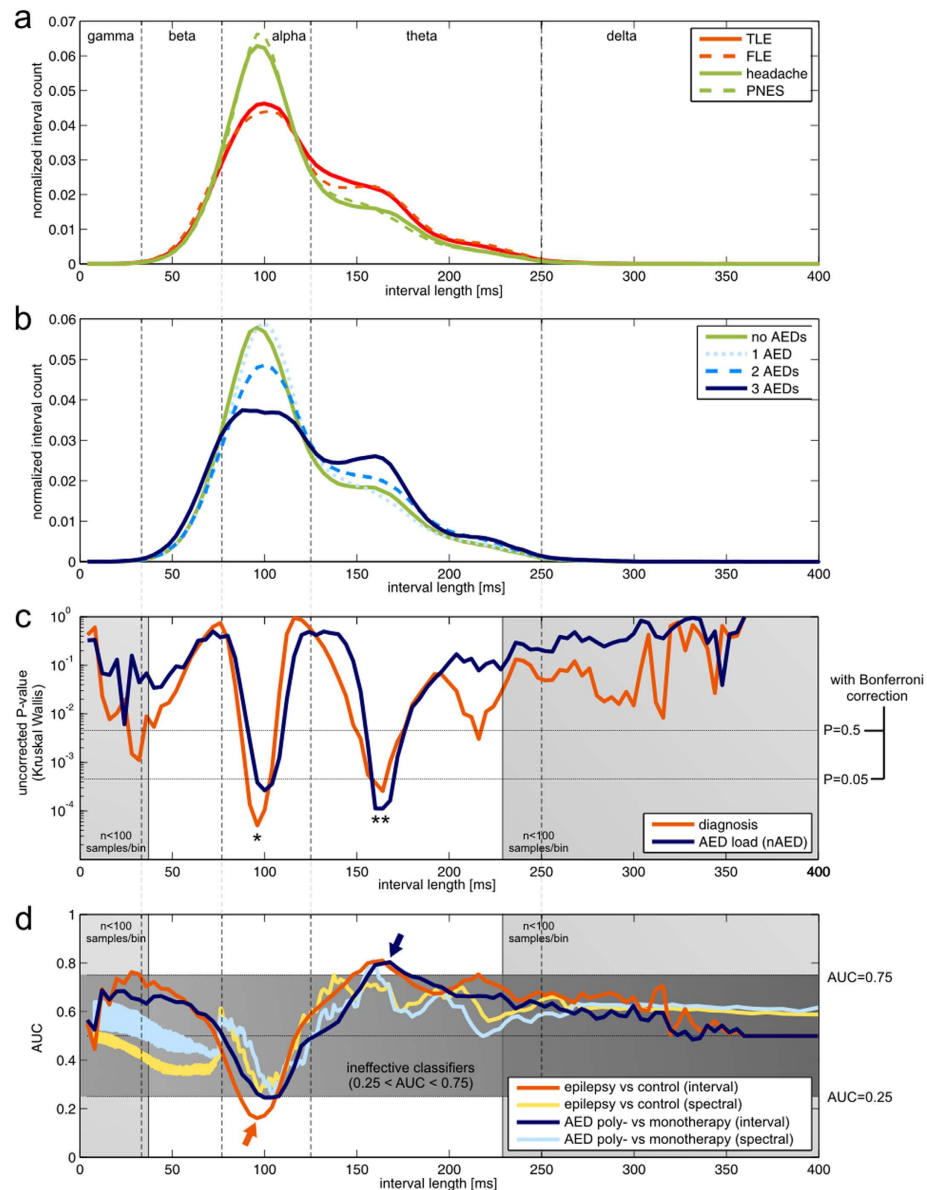 a
0.07
0.06
0.05
0.04
0.03
0.02
0.01
0
normalized interval count
gamma beta alpha theta delta
TLE
FLE
headache
PNES
0 50 100 150 200 250 300 350 400
interval length [ms]
b
0.06
0.05
0.04
0.03
0.02
0.01
0
normalized interval count
no AEDs
1 AED
2 AEDs
3 AEDs
0 50 100 150 200 250 300 350 400
interval length [ms]
c
10^0
10^-1
10^-2
10^-3
10^-4
uncorrected P-value
(Kruskal Wallis)
with Bonferroni
correction
P=0.5
P=0.05
n<100
samples/bin
*
**
n<100
samples/bin
diagnosis
AED load (nAED)
0 50 100 150 200 250 300 350 400
interval length [ms]
d
1
0.8
0.6
0.4
0.2
0
AUC
n<100
samples/bin
n<100
samples/bin
AUC=0.75
AUC=0.25
ineffective classifiers
(0.25 < AUC < 0.75)
epilepsy vs control (interval)
epilepsy vs control (spectral)
AED poly- vs monotherapy (interval)
AED poly- vs monotherapy (spectral)
0 50 100 150 200 250 300 350 400
interval length [ms]